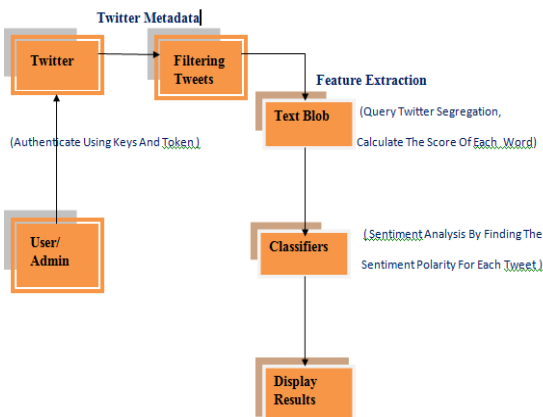 Twitter Metadata
Twitter
Filtering
Tweets
Feature Extraction
Text Blob
(Query Twitter Segregation,
Calculate The Score Of Each Word)
(Authenticate Using Keys And Token )
User/
Admin
Classifiers
( Sentiment Analysis By Finding The
Sentiment Polarity For Each Tweet )
Display
Results